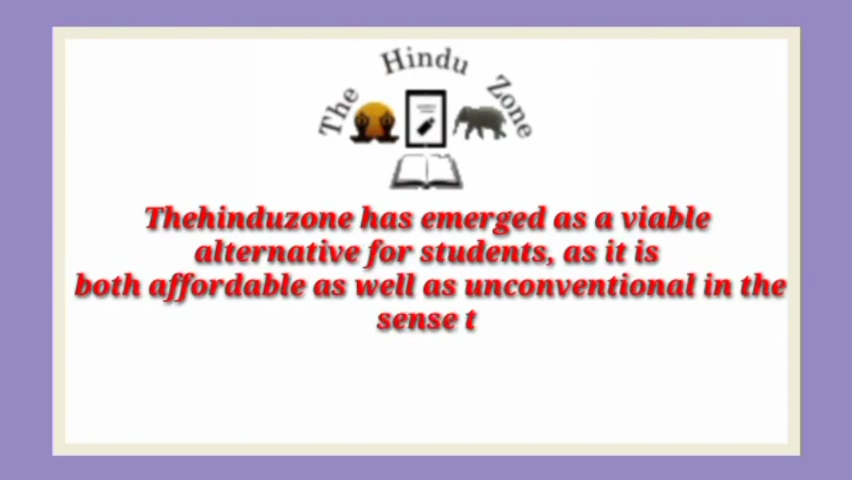 The Hindu Zone
Thehinduzone has emerged as a viable
alternative for students, as it is
both affordable as well as unconventional in the
sense t